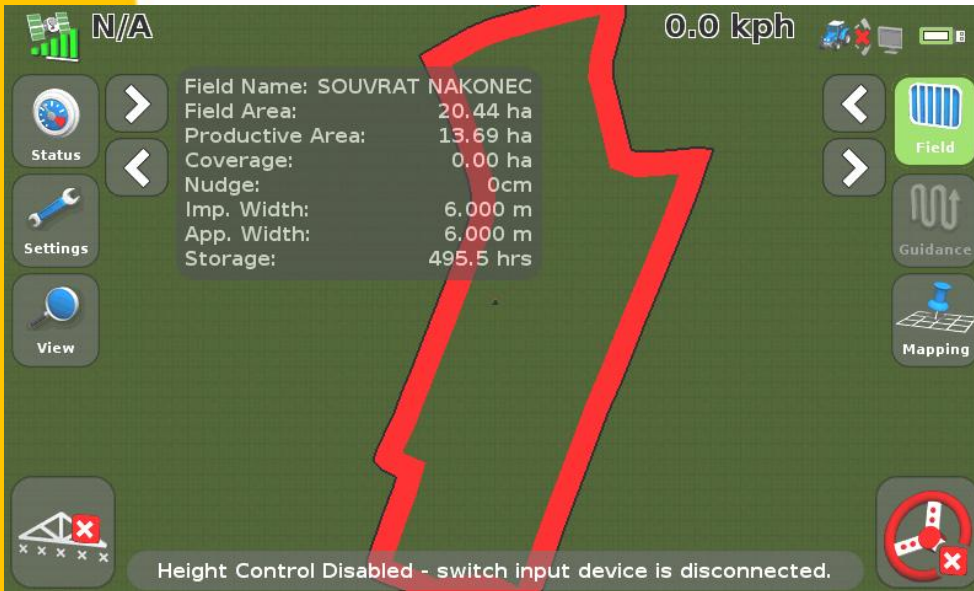 N/A
0.0 kph
Field Name: SOUVRAT NAKONEC
Field Area: 20.44 ha
Productive Area: 13.69 ha
Coverage: 0.00 ha
Nudge: 0cm
Imp. Width: 6.000 m
App. Width: 6.000 m
Storage: 495.5 hrs
Status
Settings
View
Field
Guidance
Mapping
Height Control Disabled - switch input device is disconnected.